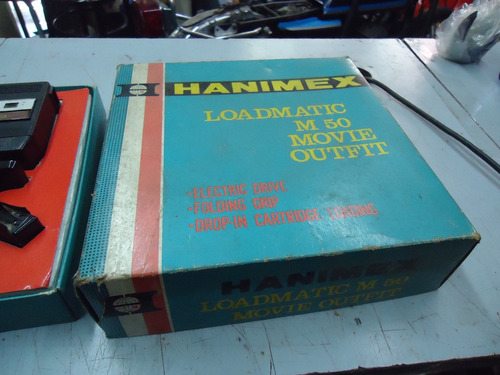 HANIMEX
LOADMATIC
M 50
MOVIE
OUTFIT
•ELECTRIC DRIVE
•FOLDING GRIP
•DROP-IN CARTRIDGE LOADING
HANIMEX
LOADMATIC M 50
MOVIE OUTFIT